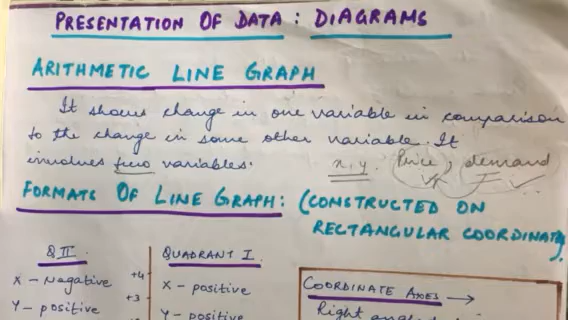 PRESENTATION OF DATA : DIAGRAMS
ARITHMETIC LINE GRAPH
It shows change in one variable in comparison
to the change in some other variable. It
involves two variables. x, y. Price, demand
FORMATS OF LINE GRAPH: (CONSTRUCTED ON
RECTANGULAR COORDINATE)
Q II
X - Negative
Y - positive
+4
+3
QUADRANT I
X - positive
Y - positive
COORDINATE AXES →
Right